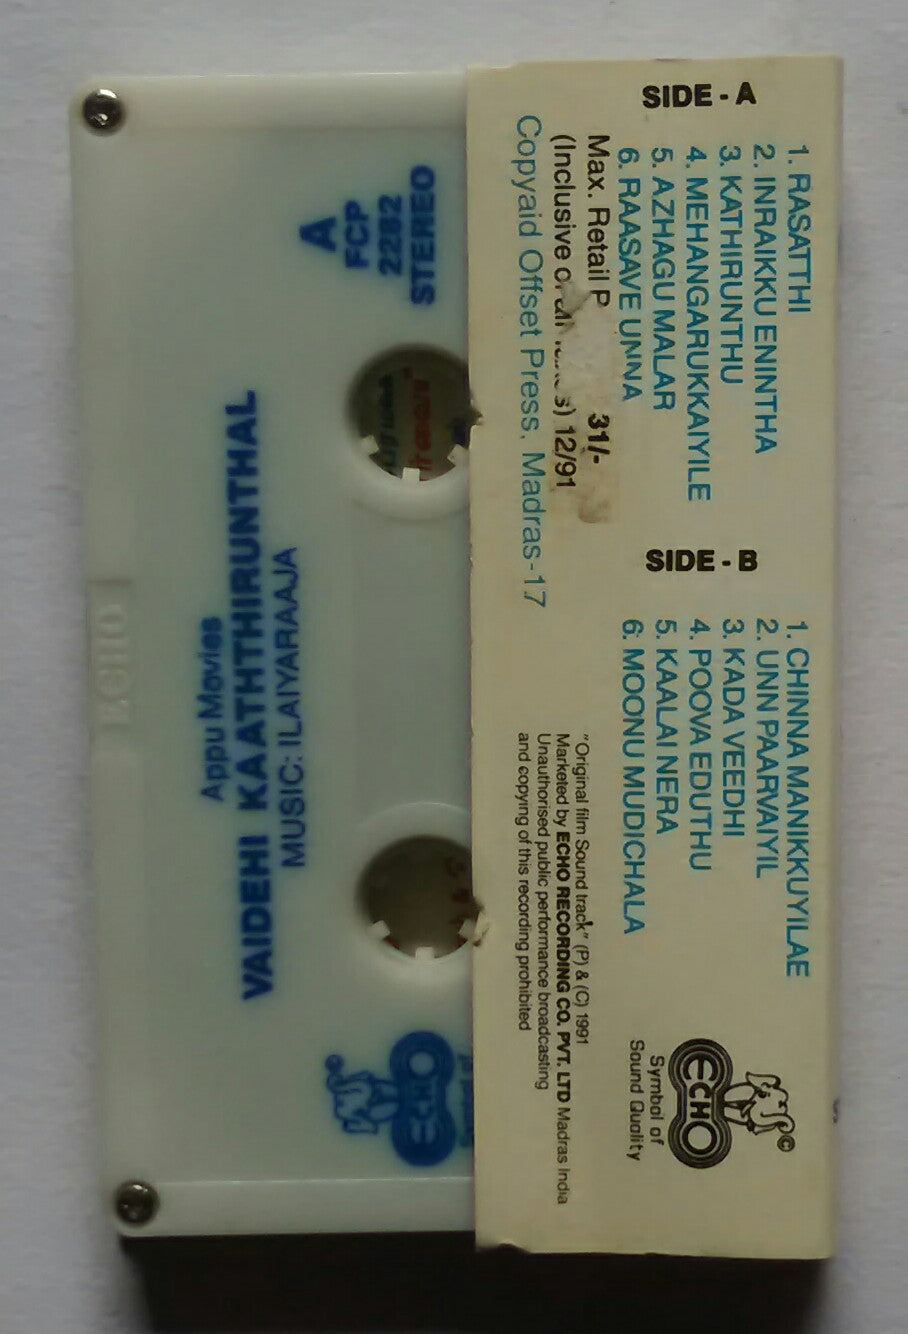 SIDE - A
1. RASATTHI
2. INRAIKKU ENINTHA
3. KATHIRUNTHU
4. MEHANGARUKKAIYILE
5. AZHAGU MALAR
6. RAASAVE UNNA
Max. Retail P 31/-
(Inclusive 12/91
Copyaid Offset Press, Madras-17
SIDE - B
1. CHINNA MANIKKUYILAE
2. UNN PAARVAIYIL
3. KADA VEEDHI
4. POOVA EDUTHU
5. KAALAI NERA
6. MOONU MUDICHALA
"Original film Sound track" (P) & (C) 1991
Marketed by ECHO RECORDING CO. PVT. LTD Madras India
Unauthorised public performance broadcasting
and copying of this recording prohibited
©
ECHO
Symbol of
Sound Quality
A
FCP
2282
STEREO
Appu Movies
VAIDEHI KAATHTHIRUNTHAL
MUSIC: ILAIYARAAJA
©
ECHO
ECHO